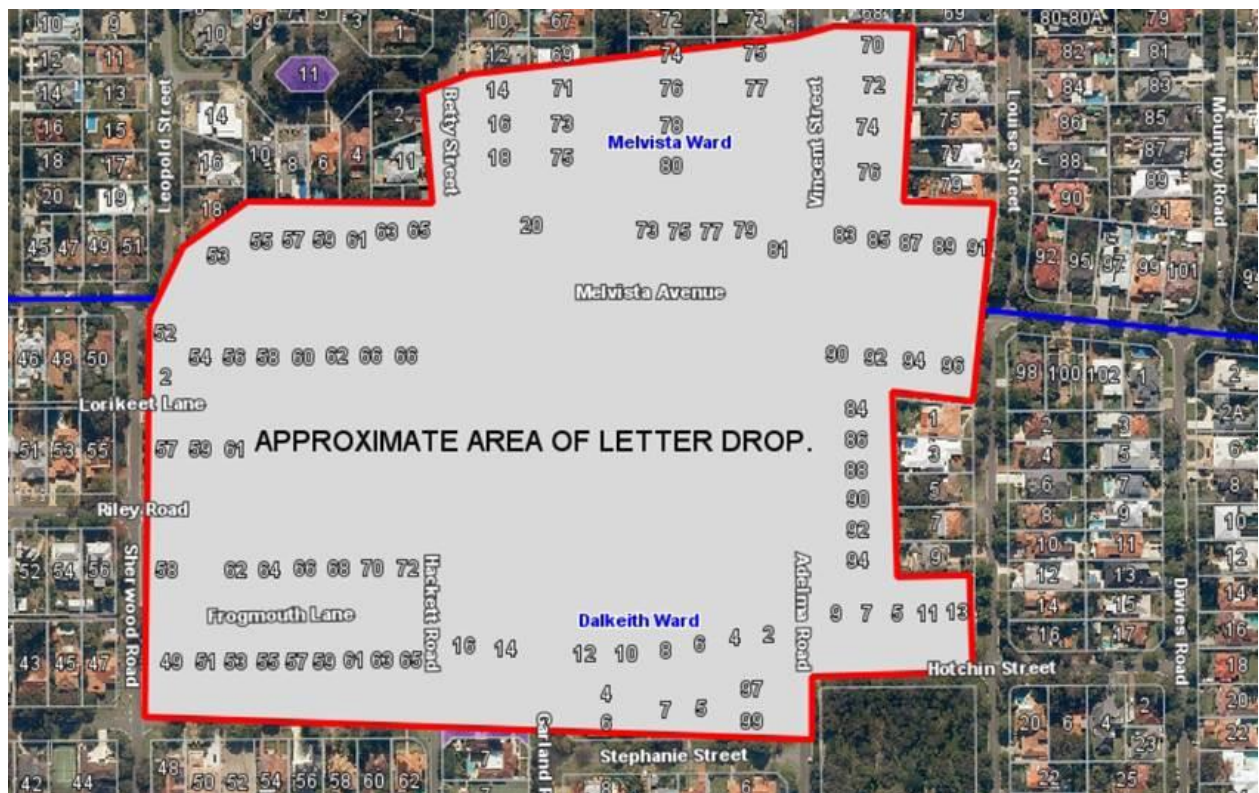 10 9 9 3 1 10 67 72 73 68 69 80-80A 79
10
12 11 12 69 74 75 70 71 82 81
11
14 13 14 2 14 71 76 77 72 73 84 83
16 15 16 73 78 74 75 86 85
Leopold Street
Betty Street
Melvista Ward
Vincent Street
Louise Street
Mountjoy Road
18 17 16 10 8 6 4 11 18 75 80 76 77 88 87
20 19 18 79 90 89
91
45 47 49 51 53 55 57 59 61 63 65 20 73 75 77 79 81 83 85 87 89 91 92 95 97 99 101
Melvista Avenue
52
46 48 50 54 56 58 60 62 66 66 90 92 94 96 98 100 102 1 2
2
Lorikeet Lane
84 1 2 3 2A
51 53 55 57 59 61
APPROXIMATE AREA OF LETTER DROP.
86 3 4 5 6
88 5 6 7 8
Riley Road
90 7 8 9 10
92 10 11 12
94 9 12 13 14
52 54 56 58 62 64 66 68 70 72
Sherwood Road
Hackett Road
Adelma Road
Davies Road
Frogmouth Lane
Dalkeith Ward
9 7 5 11 13 14 15 16
16 17
43 45 47 49 51 53 55 57 59 61 63 65 16 14 12 10 8 6 4 2
Hotchin Street
18
4 7 5 97 20 6 4 2 20
6 99 23 22
Garland
Stephanie Street
42 44 48 50 52 54 56 58 60 62 7 22 25